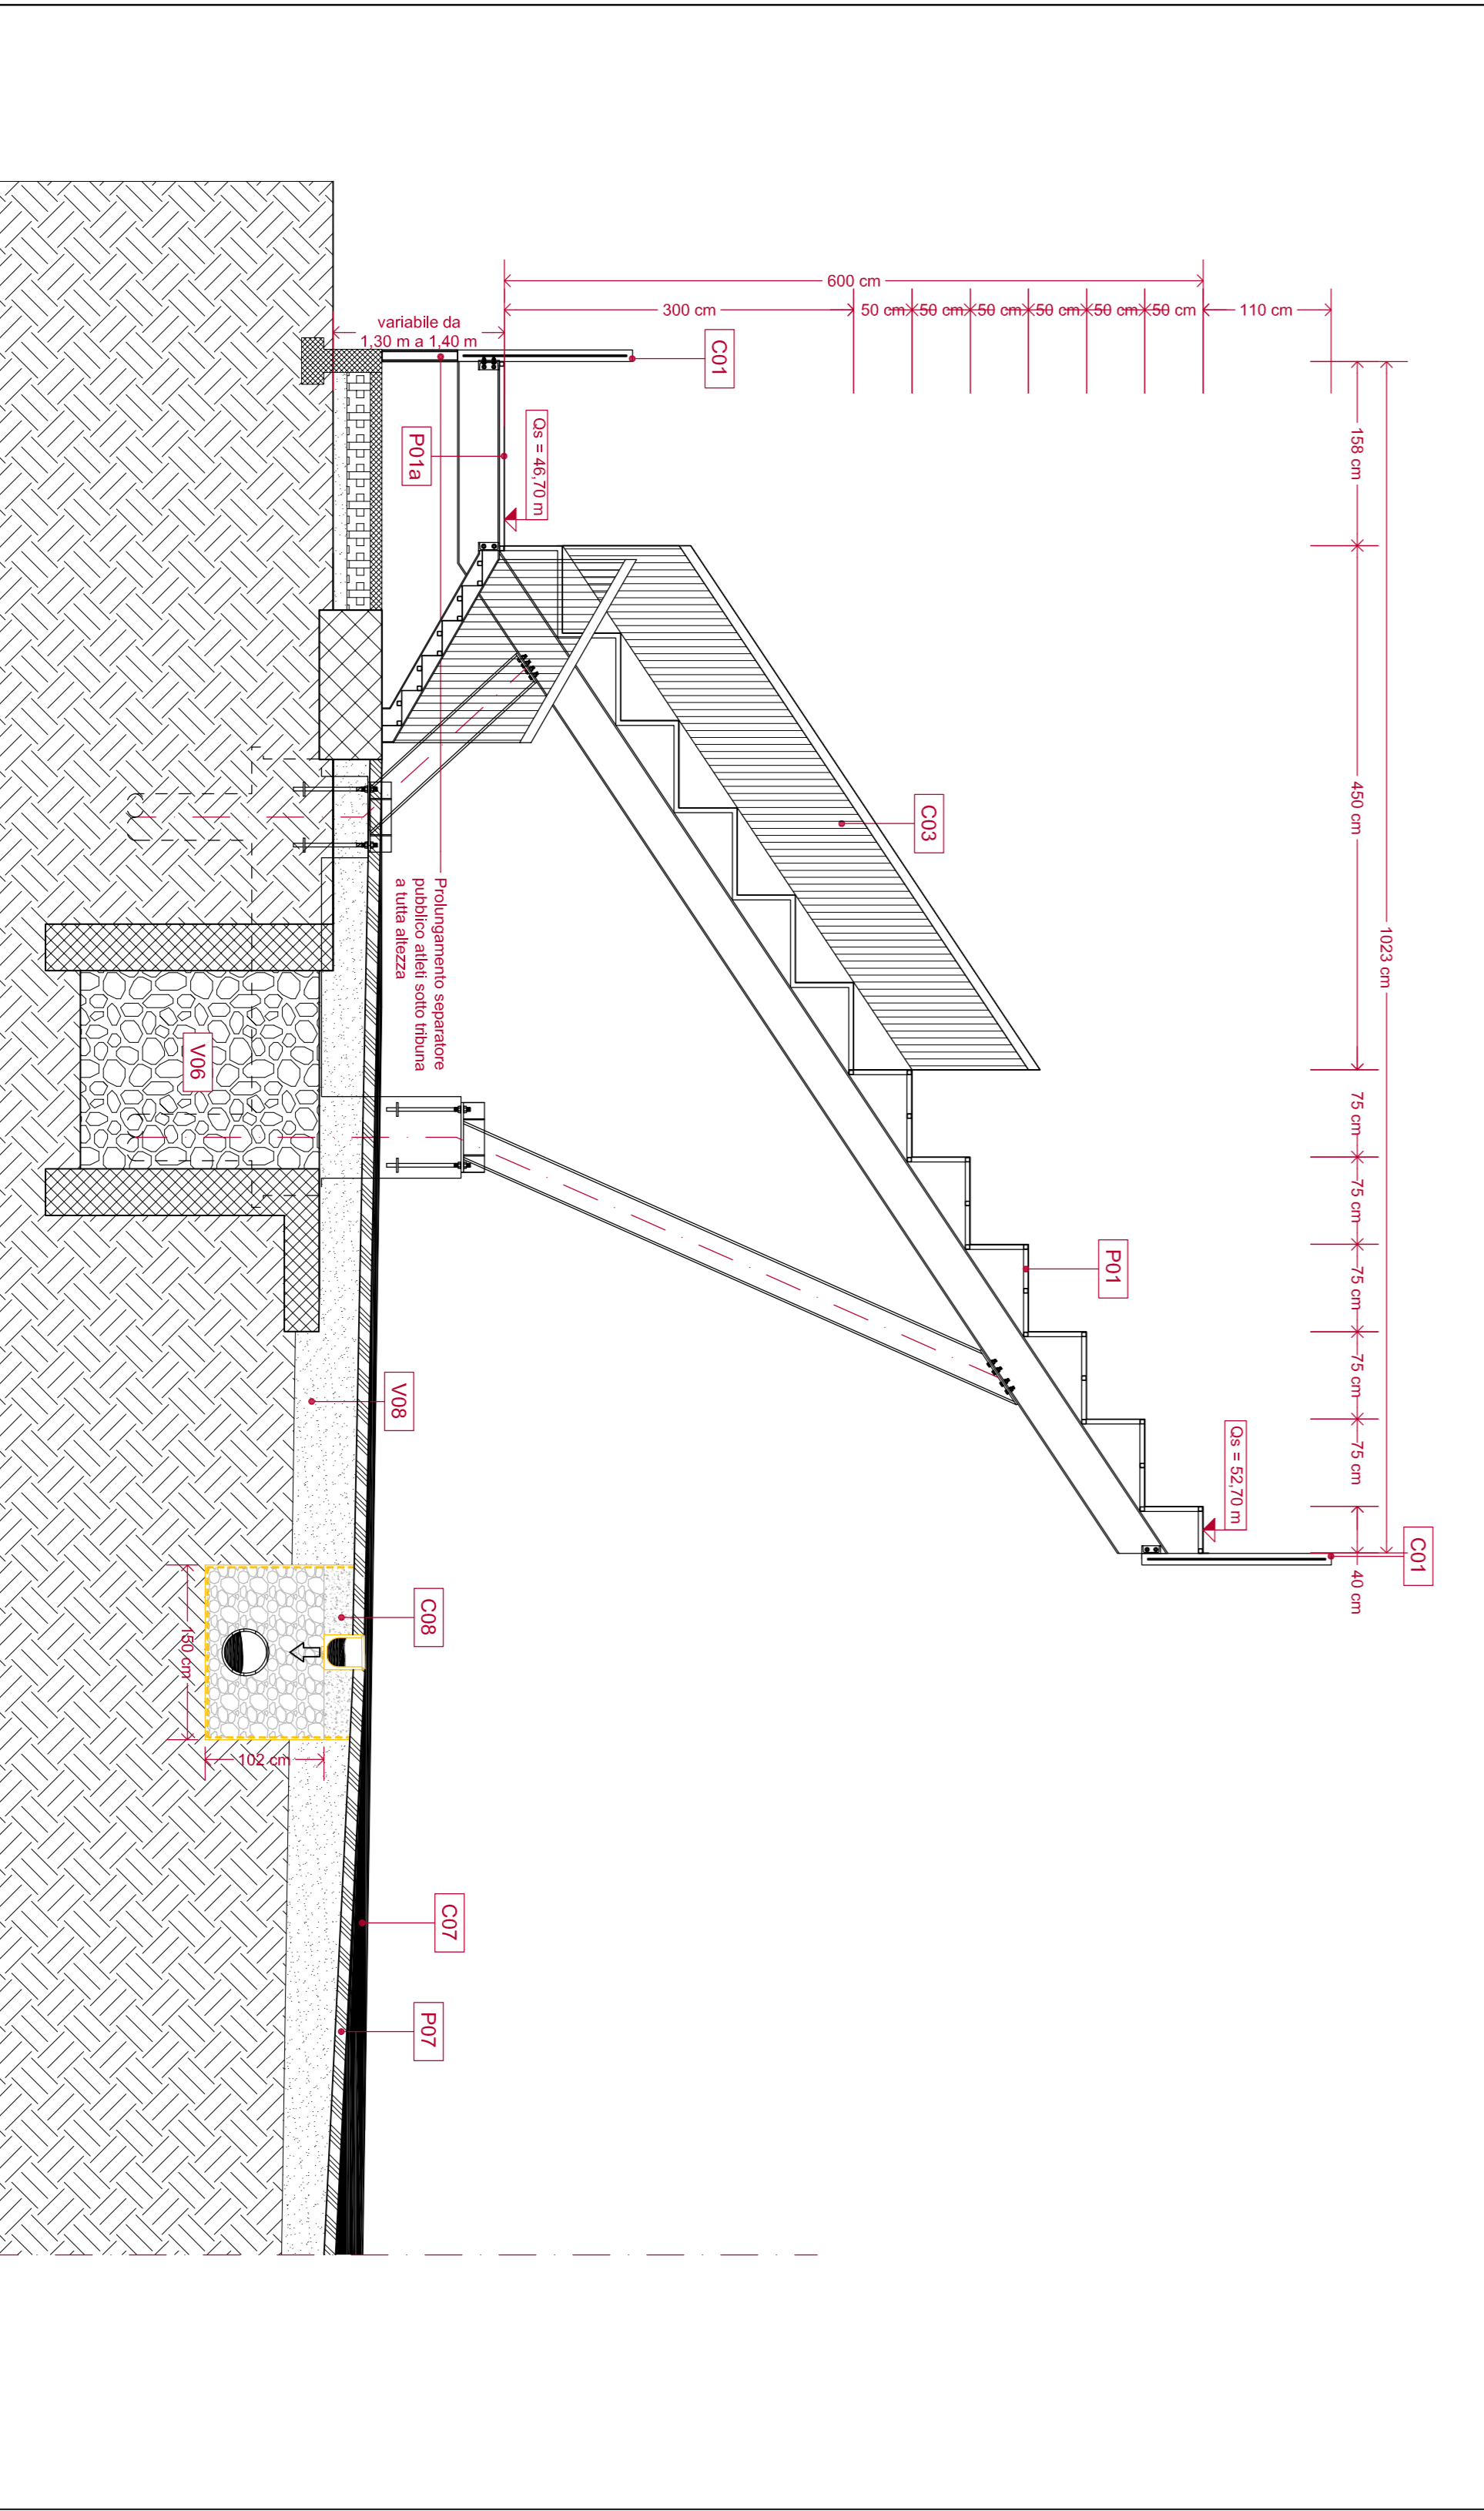 600 cm
300 cm
50 cm
50 cm
50 cm
50 cm
50 cm
50 cm
110 cm
variabile da
1,30 m a 1,40 m
C01
158 cm
450 cm
1023 cm
75 cm
75 cm
75 cm
75 cm
75 cm
40 cm
C01
Qs = 46,70 m
P01a
C03
Prolungamento separatore
pubblico atleti sotto tribuna
a tutta altezza
V06
P01
Qs = 52,70 m
V08
C08
150 cm
102 cm
C07
P07